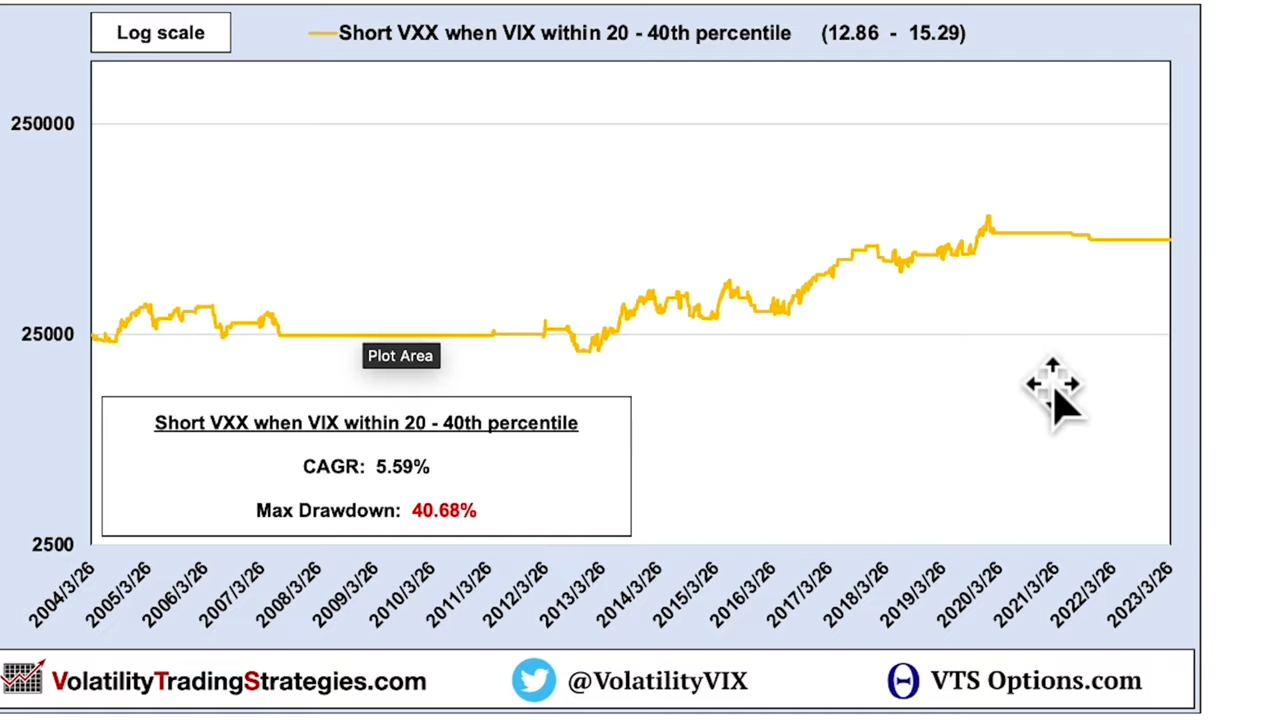 Log scale
Short VXX when VIX within 20 - 40th percentile (12.86 - 15.29)
250000
25000
2500
Plot Area
Short VXX when VIX within 20 - 40th percentile
CAGR: 5.59%
Max Drawdown: 40.68%
2004/3/26
2005/3/26
2006/3/26
2007/3/26
2008/3/26
2009/3/26
2010/3/26
2011/3/26
2012/3/26
2013/3/26
2014/3/26
2015/3/26
2016/3/26
2017/3/26
2018/3/26
2019/3/26
2020/3/26
2021/3/26
2022/3/26
2023/3/26
VolatilityTradingStrategies.com
@VolatilityVIX
VTS Options.com